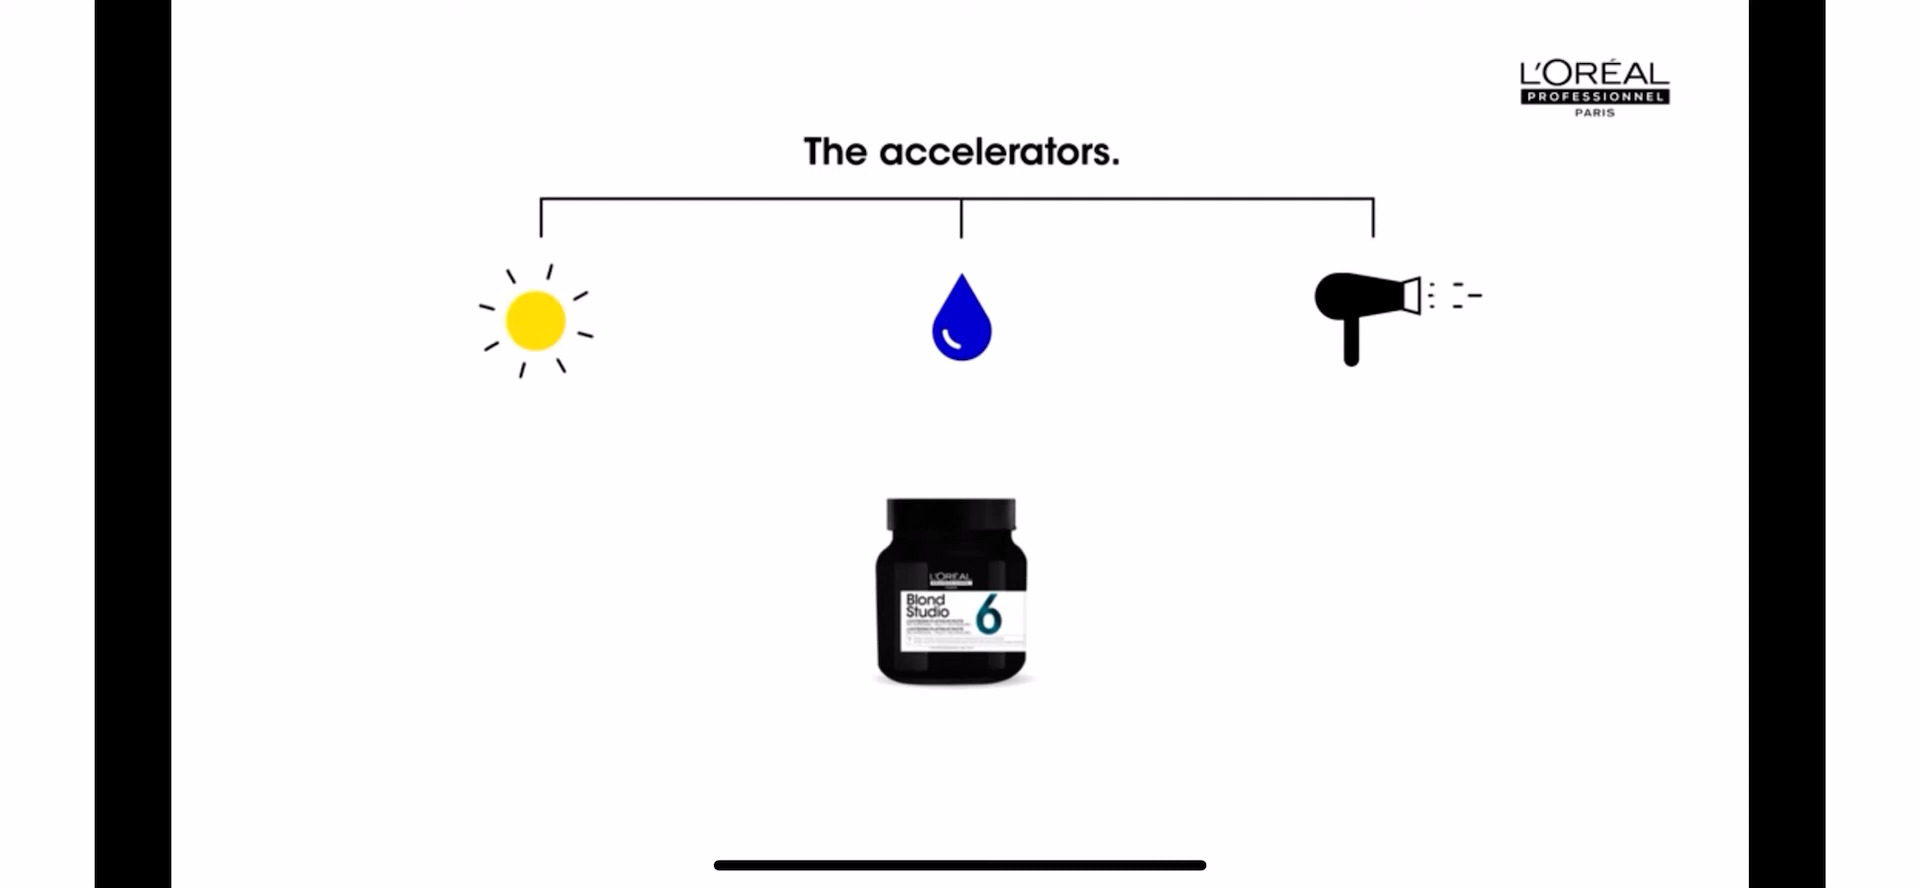 L'ORÉAL
PROFESSIONNEL
PARIS
The accelerators.
L'ORÉAL
Blond
Studio
6